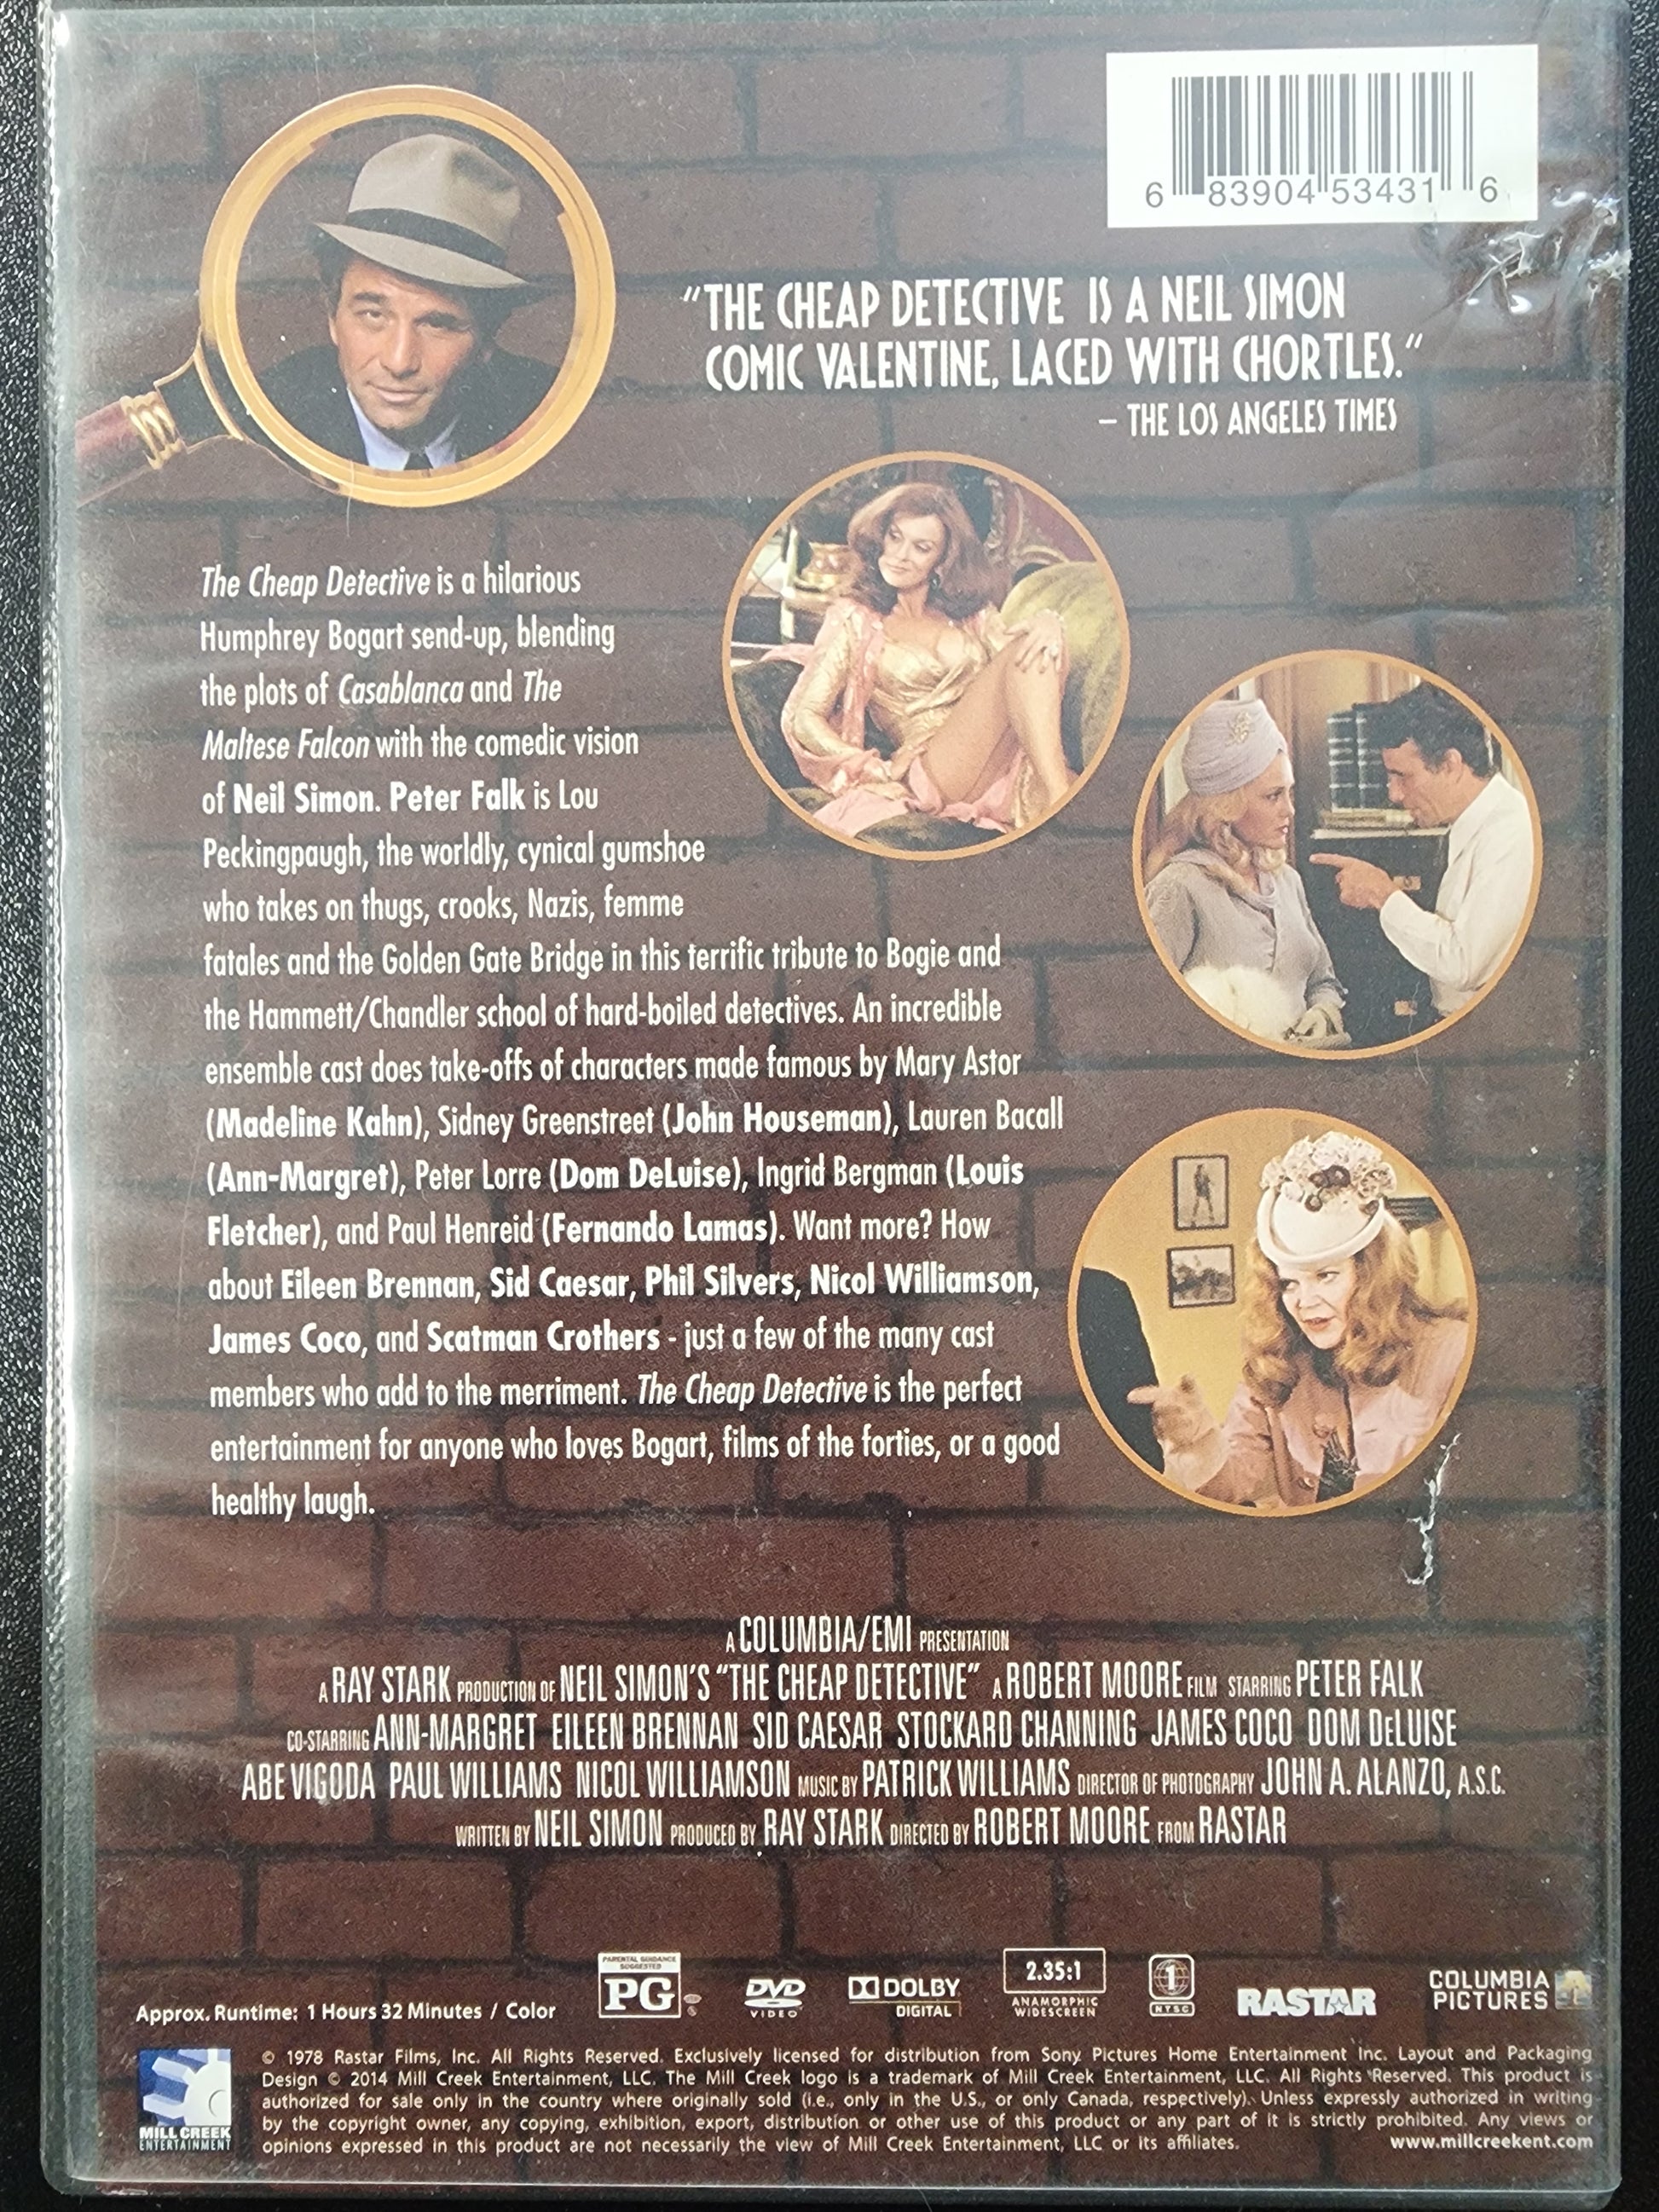 6 83904 53431 6
"THE CHEAP DETECTIVE IS A NEIL SIMON
COMIC VALENTINE, LACED WITH CHORTLES."
– THE LOS ANGELES TIMES
The Cheap Detective is a hilarious
Humphrey Bogart send-up, blending
the plots of Casablanca and The
Maltese Falcon with the comedic vision
of Neil Simon. Peter Falk is Lou
Peckingpaugh, the worldly, cynical gumshoe
who takes on thugs, crooks, Nazis, femme
fatales and the Golden Gate Bridge in this terrific tribute to Bogie and
the Hammett/Chandler school of hard-boiled detectives. An incredible
ensemble cast does take-offs of characters made famous by Mary Astor
(Madeline Kahn), Sidney Greenstreet (John Houseman), Lauren Bacall
(Ann-Margret), Peter Lorre (Dom DeLuise), Ingrid Bergman (Louis
Fletcher), and Paul Henreid (Fernando Lamas). Want more? How
about Eileen Brennan, Sid Caesar, Phil Silvers, Nicol Williamson,
James Coco, and Scatman Crothers - just a few of the many cast
members who add to the merriment. The Cheap Detective is the perfect
entertainment for anyone who loves Bogart, films of the forties, or a good
healthy laugh.
A COLUMBIA/EMI PRESENTATION
A RAY STARK PRODUCTION OF NEIL SIMON'S "THE CHEAP DETECTIVE" A ROBERT MOORE FILM STARRING PETER FALK
CO-STARRING ANN-MARGRET EILEEN BRENNAN SID CAESAR STOCKARD CHANNING JAMES COCO DOM DeLUISE
ABE VIGODA PAUL WILLIAMS NICOL WILLIAMSON MUSIC BY PATRICK WILLIAMS DIRECTOR OF PHOTOGRAPHY JOHN A. ALANZO, A.S.C.
WRITTEN BY NEIL SIMON PRODUCED BY RAY STARK DIRECTED BY ROBERT MOORE FROM RASTAR
Approx. Runtime: 1 Hours 32 Minutes / Color
PARENTAL GUIDANCE
SUGGESTED
PG
DVD
VIDEO
DOLBY
DIGITAL
2.35:1
ANAMORPHIC
WIDESCREEN
1
NTSC
RASTAR
COLUMBIA
PICTURES
MILL CREEK
ENTERTAINMENT
© 1978 Rastar Films, Inc. All Rights Reserved. Exclusively licensed for distribution from Sony Pictures Home Entertainment Inc. Layout and Packaging
Design © 2014 Mill Creek Entertainment, LLC. The Mill Creek logo is a trademark of Mill Creek Entertainment, LLC. All Rights Reserved. This product is
authorized for sale only in the country where originally sold (i.e., only in the U.S., or only Canada, respectively). Unless expressly authorized in writing
by the copyright owner, any copying, exhibition, export, distribution or other use of this product or any part of it is strictly prohibited. Any views or
opinions expressed in this product are not necessarily the view of Mill Creek Entertainment, LLC or its affiliates.
www.millcreekent.com